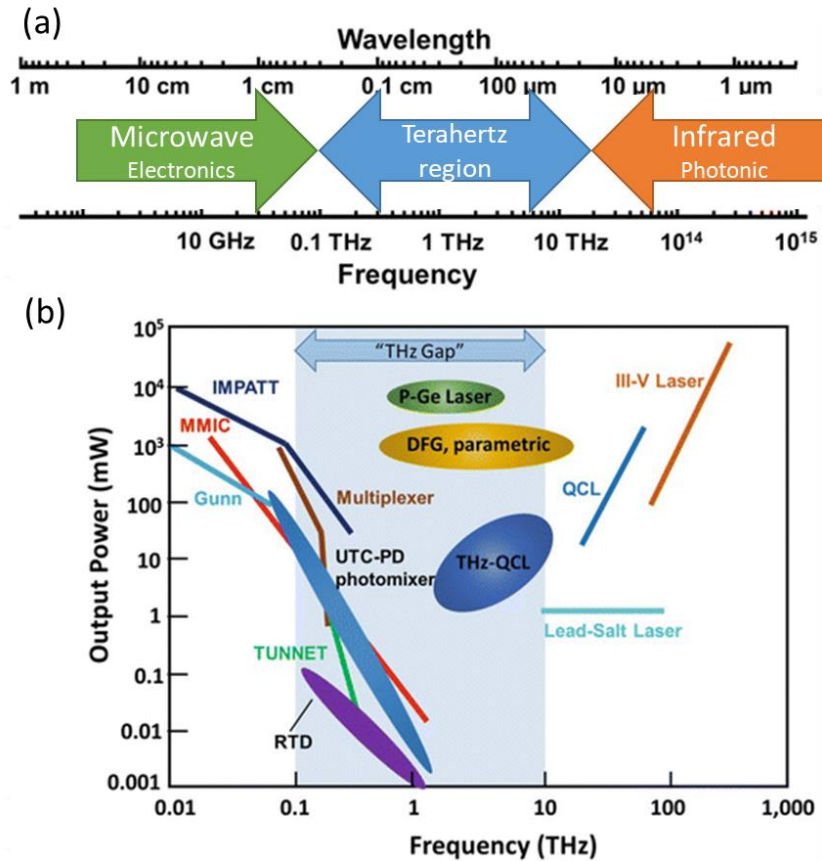 (a)
Wavelength
1 m 10 cm 1 cm 0.1 cm 100 µm 10 µm 1 µm
Microwave
Electronics
Terahertz
region
Infrared
Photonic
10 GHz 0.1 THz 1 THz 10 THz 10¹⁴ 10¹⁵
Frequency
(b)
Output Power (mW)
10⁵
10⁴
10³
100
10
1
0.1
0.01
0.001
"THz Gap"
IMPATT
MMIC
Gunn
P-Ge Laser
DFG, parametric
III-V Laser
Multiplexer
QCL
UTC-PD
photomixer
THz-QCL
Lead-Salt Laser
TUNNET
RTD
0.01 0.1 1 10 100 1,000
Frequency (THz)